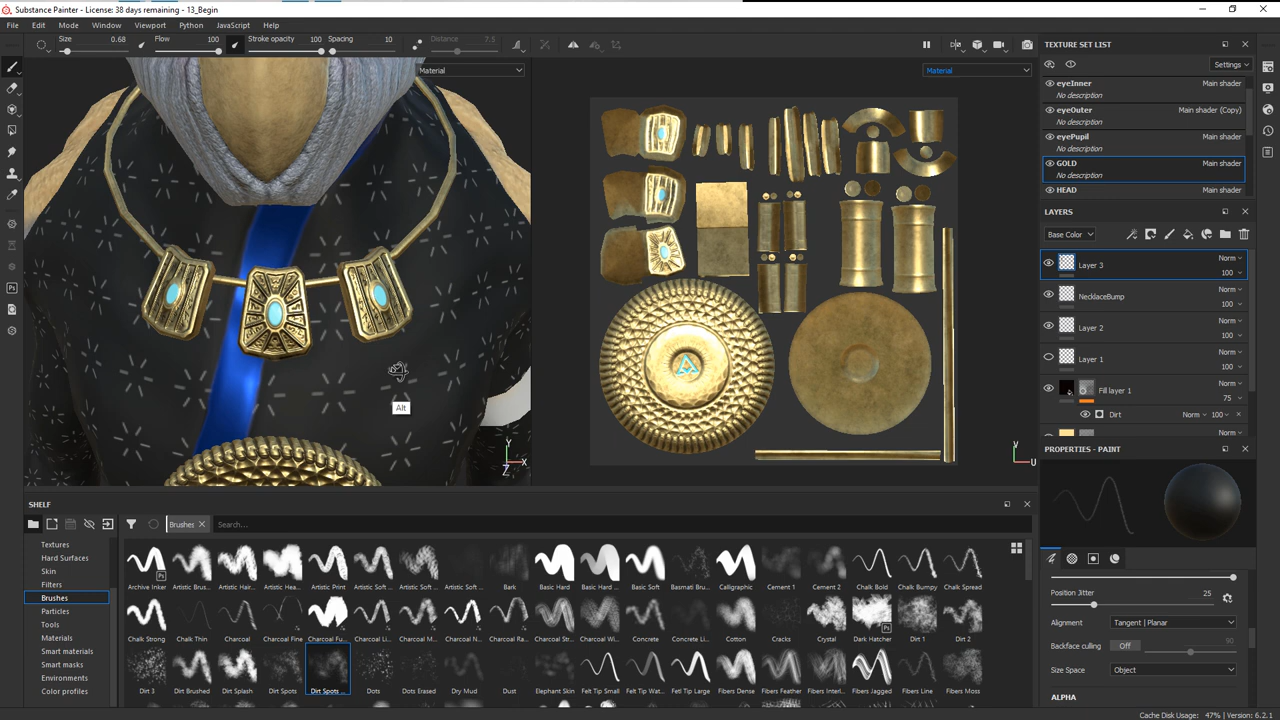 Substance Painter - License: 38 days remaining - 13_Begin
File Edit Mode Window Viewport Python JavaScript Help
Size 0.68 Flow 100 Stroke opacity 100 Spacing 10 Distance 7.5
Material
Material
Alt
Y
X
Z
V
U
TEXTURE SET LIST
Settings
eyeInner Main shader
No description
eyeOuter Main shader (Copy)
No description
eyePupil Main shader
No description
GOLD Main shader
No description
HEAD Main shader
LAYERS
Base Color
Layer 3 Norm 100
NecklaceBump Norm 100
Layer 2 Norm 100
Layer 1 Norm 100
Fill layer 1 Norm 75
Dirt Norm 100
Norm
PROPERTIES - PAINT
Position Jitter 25
Alignment Tangent | Planar
Backface culling Off 90
Size Space Object
ALPHA
SHELF
Brushes Search...
Textures
Hard Surfaces
Skin
Filters
Brushes
Particles
Tools
Materials
Smart materials
Smart masks
Environments
Color profiles
Archive Inker Artistic Brus... Artistic Hair... Artistic Hea... Artistic Print Artistic Soft ... Artistic Soft ... Artistic Soft ... Bark Basic Hard Basic Hard ... Basic Soft Basmati Bru... Calligraphic Cement 1 Cement 2 Chalk Bold Chalk Bumpy Chalk Spread
Chalk Strong Chalk Thin Charcoal Charcoal Fine Charcoal Fu... Charcoal Li... Charcoal M... Charcoal N... Charcoal Ra... Charcoal Str... Charcoal Wi... Concrete Concrete Li... Cotton Cracks Crystal Dark Hatcher Dirt 1 Dirt 2
Dirt 3 Dirt Brushed Dirt Splash Dirt Spots Dirt Spots ... Dots Dots Erased Dry Mud Dust Elephant Skin Felt Tip Small Felt Tip Wat... Fetl Tip Large Fibers Dense Fibers Feather Fibers Interl... Fibers Jagged Fibers Line Fibers Moss
Cache Disk Usage: 47% | Version: 6.2.1